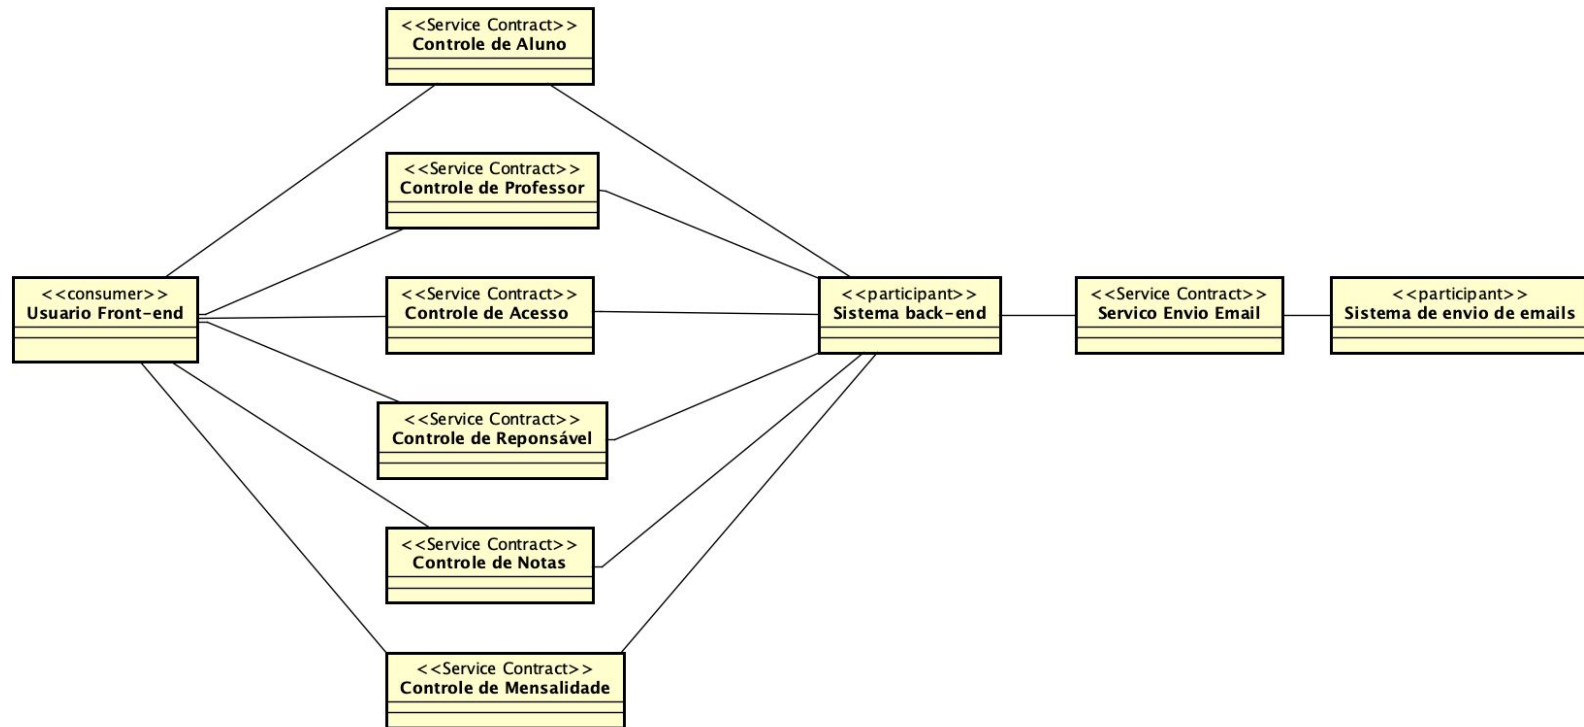 <<Service Contract>>
Controle de Aluno
<<Service Contract>>
Controle de Professor
<<consumer>>
Usuario Front-end
<<Service Contract>>
Controle de Acesso
<<participant>>
Sistema back-end
<<Service Contract>>
Servico Envio Email
<<participant>>
Sistema de envio de emails
<<Service Contract>>
Controle de Reponsável
<<Service Contract>>
Controle de Notas
<<Service Contract>>
Controle de Mensalidade